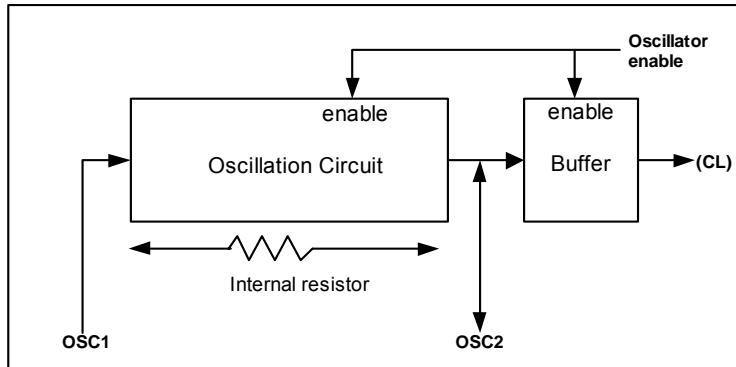 Oscillator
enable
enable
enable
Oscillation Circuit
Buffer
(CL)
Internal resistor
OSC1
OSC2